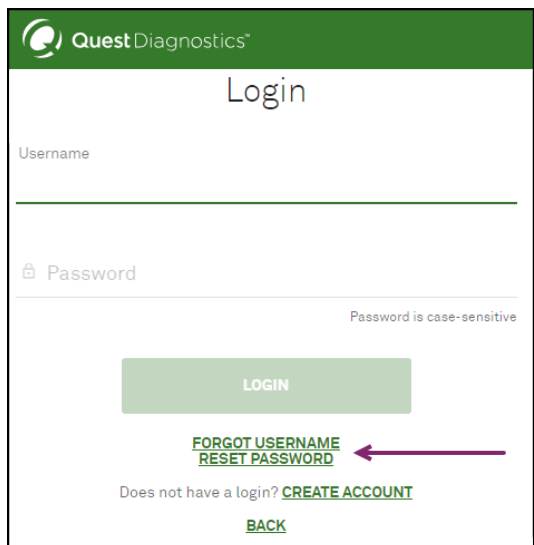 Quest Diagnostics™
Login
Username
Password
Password is case-sensitive
LOGIN
FORGOT USERNAME
RESET PASSWORD
Does not have a login? CREATE ACCOUNT
BACK